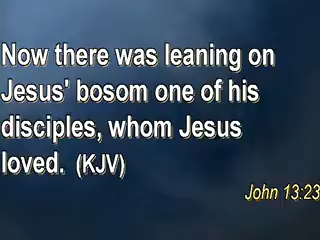 Now there was leaning on
Jesus' bosom one of his
disciples, whom Jesus
loved. (KJV)
John 13:23